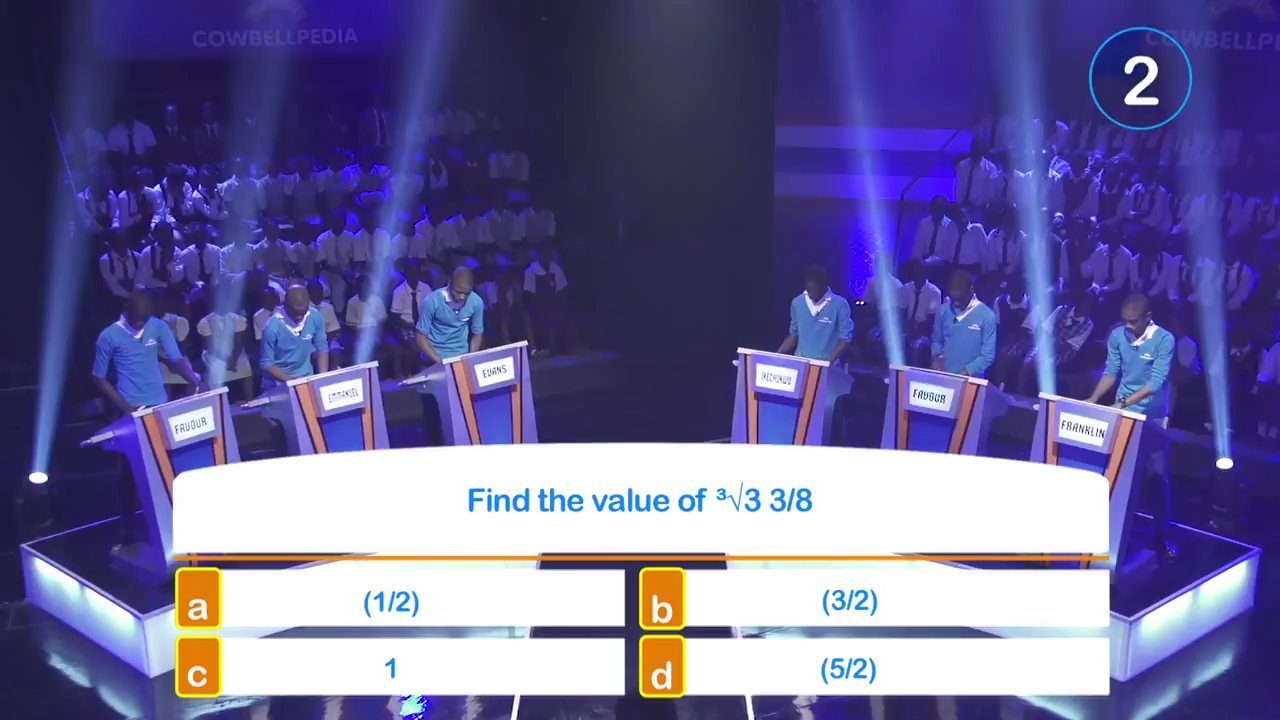 COWBELLPEDIA
COWBELLP
2
FAVOUR
EMMANUEL
EVANS
IKECHUKWU
FAVOUR
FRANKLIN
Find the value of ³√3 3/8
a (1/2)
b (3/2)
c 1
d (5/2)